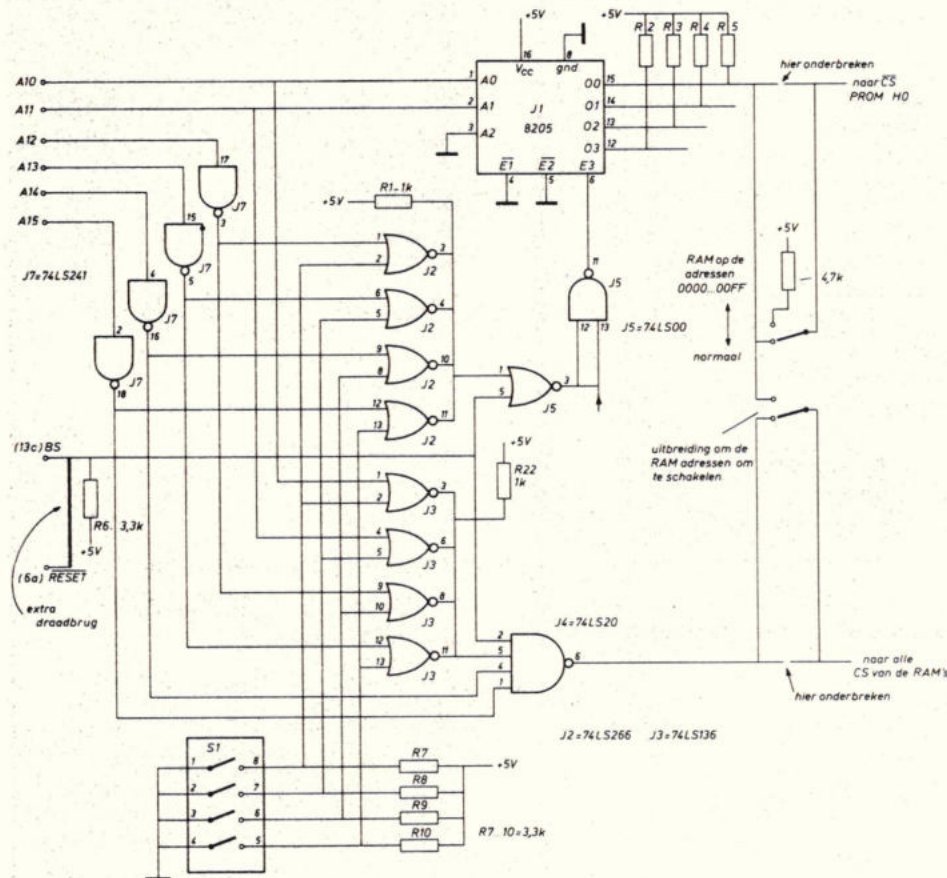 +5V
+5V
R 2
R 3
R 4
R 5
16
8
Vcc
gnd
hier onderbreken
A10
1
A0
O0
15
naar CS
PROM H0
A11
2
A1
J1
8205
O1
14
A12
3
A2
O2
13
A13
17
O3
12
A14
E1
E2
E3
J7
3
4
5
6
A15
15
R1-1k
+5V
J7
5
J7=74LS241
4
J7
16
2
J7
18
1
2
3
J2
6
5
4
J2
9
8
10
J2
12
13
11
J2
11
J5
12
13
J5=74LS00
1
5
3
J5
RAM op de
adressen
0000...00FF
normaal
+5V
4,7k
uitbreiding om de
RAM adressen om
te schakelen
(13c) BS
R6..3,3k
+5V
(6a) RESET
extra
draadbrug
+5V
R22
1k
1
2
3
J3
4
5
6
J3
9
10
8
J3
12
13
11
J3
J4=74LS20
2
5
4
1
6
naar alle
CS van de RAM's
hier onderbreken
J2=74LS266
J3=74LS136
S1
1
8
R7
+5V
2
7
R8
3
6
R9
4
5
R10
R7..10=3,3k